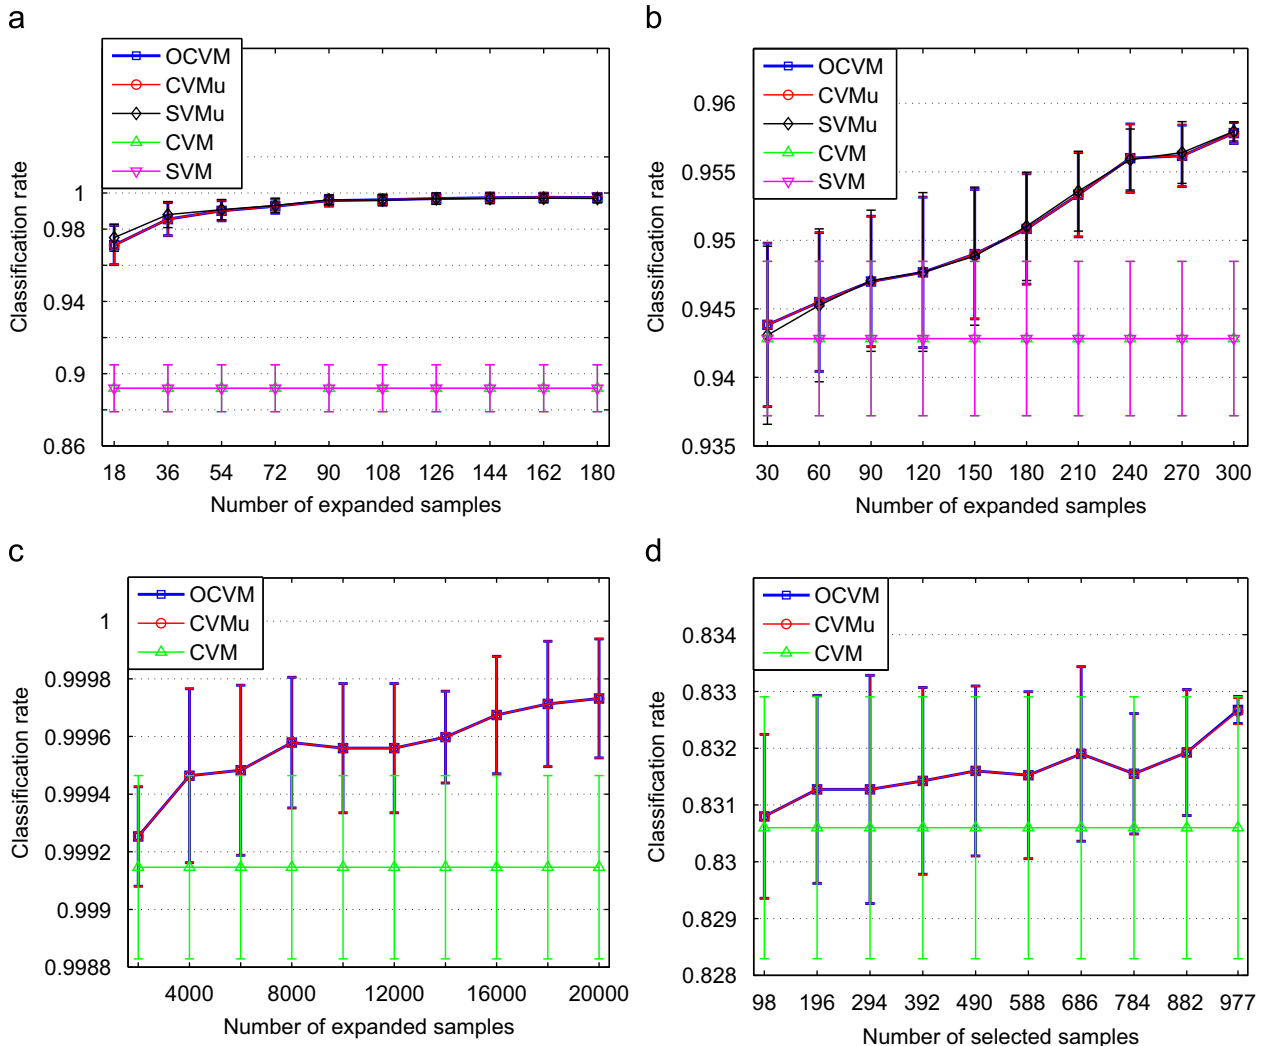 a
OCVM
CVMu
SVMu
CVM
SVM
Classification rate
1
0.98
0.94
0.9
0.86
18 36 54 72 90 108 126 144 162 180
Number of expanded samples
b
OCVM
CVMu
SVMu
CVM
SVM
Classification rate
0.96
0.955
0.95
0.945
0.94
0.935
30 60 90 120 150 180 210 240 270 300
Number of expanded samples
c
OCVM
CVMu
CVM
Classification rate
1
0.9998
0.9996
0.9994
0.9992
0.999
0.9988
4000 8000 12000 16000 20000
Number of expanded samples
d
OCVM
CVMu
CVM
Classification rate
0.834
0.833
0.832
0.831
0.83
0.829
0.828
98 196 294 392 490 588 686 784 882 977
Number of selected samples